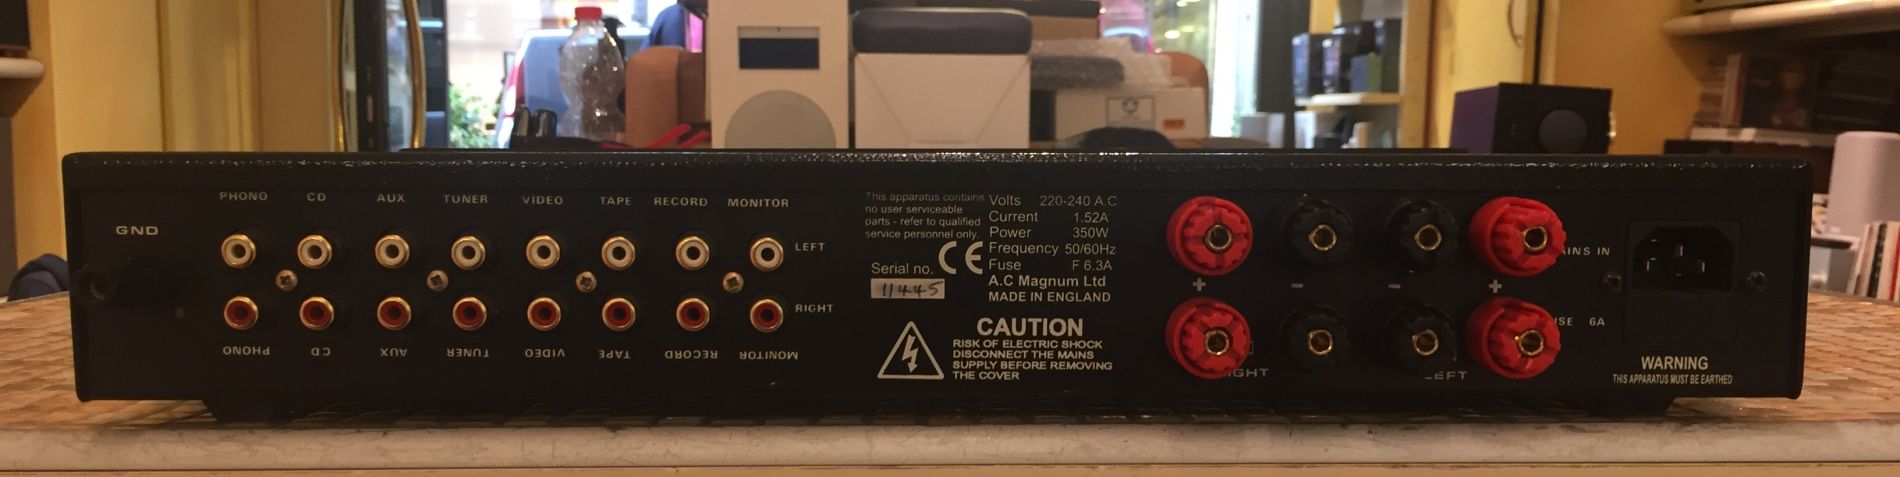 PHONO CD AUX TUNER VIDEO TAPE RECORD MONITOR
GND
LEFT
RIGHT
PHONO CD AUX TUNER VIDEO TAPE RECORD MONITOR
This apparatus contains
no user serviceable
parts - refer to qualified
service personnel only.
Serial no.
11445
CE
Volts 220-240 A.C
Current 1.52A
Power 350W
Frequency 50/60Hz
Fuse F 6.3A
A.C Magnum Ltd
MADE IN ENGLAND
CAUTION
RISK OF ELECTRIC SHOCK
DISCONNECT THE MAINS
SUPPLY BEFORE REMOVING
THE COVER
+ - - +
IGHT
LEFT
AINS IN
SE 6A
WARNING
THIS APPARATUS MUST BE EARTHED